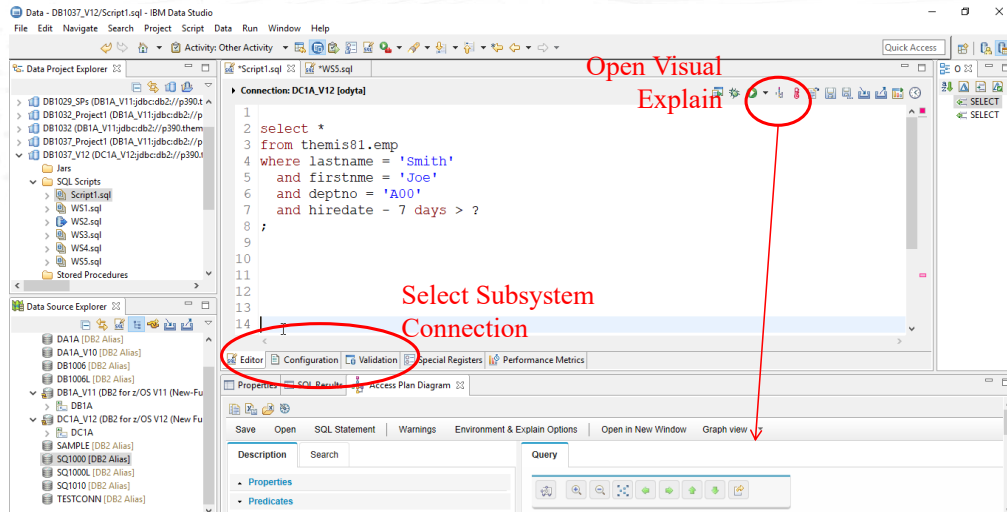 Data - DB1037_V12/Script1.sql - IBM Data Studio
File Edit Navigate Search Project Script Data Run Window Help
Activity: Other Activity
Quick Access
Data Project Explorer
DB1029_SPs (DB1A_V11:jdbc:db2://p390.t
DB1032_Project1 (DB1A_V11:jdbc:db2://p
DB1032 (DB1A_V11:jdbc:db2://p390.them
DB1037_Project1 (DB1A_V11:jdbc:db2://p
DB1037_V12 (DC1A_V12:jdbc:db2://p390.t
Jars
SQL Scripts
Script1.sql
WS1.sql
WS2.sql
WS3.sql
WS4.sql
WS5.sql
Stored Procedures
Data Source Explorer
DA1A [DB2 Alias]
DA1A_V10 [DB2 Alias]
DB1006 [DB2 Alias]
DB1006L [DB2 Alias]
DB1A_V11 (DB2 for z/OS V11 (New-Fu
DB1A
DC1A_V12 (DB2 for z/OS V12 (New Fu
DC1A
SAMPLE [DB2 Alias]
SQ1000 [DB2 Alias]
SQ1000L [DB2 Alias]
SQ1010 [DB2 Alias]
TESTCONN [DB2 Alias]
*Script1.sql *WS5.sql
Open Visual
Explain
Connection: DC1A_V12 [odyta]
1
2 select *
3 from themis81.emp
4 where lastname = 'Smith'
5 and firstnme = 'Joe'
6 and deptno = 'A00'
7 and hiredate - 7 days > ?
8 ;
9
10
11
12
13
14
Select Subsystem
Connection
Editor Configuration Validation Special Registers Performance Metrics
Properties SQL Results Access Plan Diagram
Save Open SQL Statement Warnings Environment & Explain Options Open in New Window Graph view
Description Search Query
Properties
Predicates
O
SELECT
SELECT